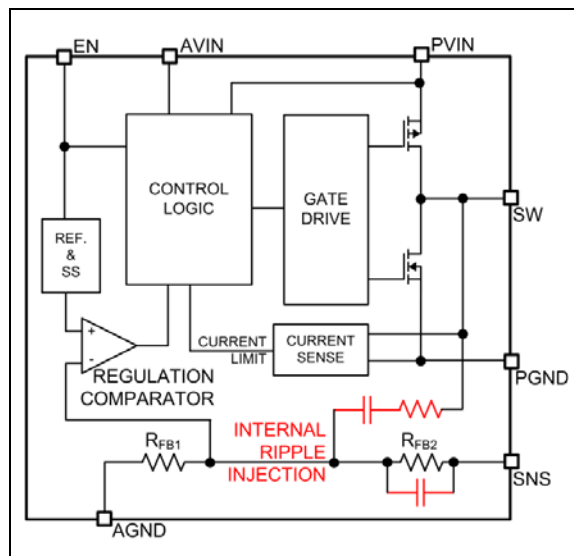 EN
AVIN
PVIN
CONTROL
LOGIC
GATE
DRIVE
SW
REF.
&
SS
+
-
CURRENT
LIMIT
CURRENT
SENSE
REGULATION
COMPARATOR
PGND
INTERNAL
RIPPLE
INJECTION
RFB1
RFB2
SNS
AGND